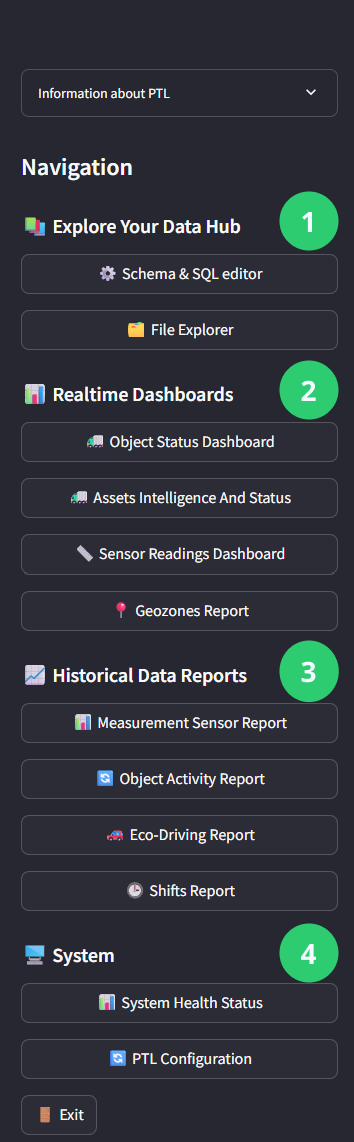 Information about PTL
Navigation
Explore Your Data Hub
1
Schema & SQL editor
File Explorer
Realtime Dashboards
2
Object Status Dashboard
Assets Intelligence And Status
Sensor Readings Dashboard
Geozones Report
Historical Data Reports
3
Measurement Sensor Report
Object Activity Report
Eco-Driving Report
Shifts Report
System
4
System Health Status
PTL Configuration
Exit